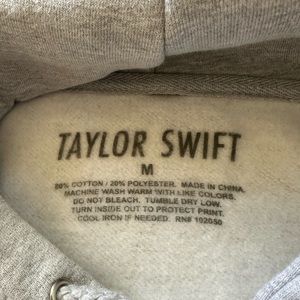 TAYLOR SWIFT
M
80% COTTON / 20% POLYESTER. MADE IN CHINA.
MACHINE WASH WARM WITH LIKE COLORS.
DO NOT BLEACH. TUMBLE DRY LOW.
TURN INSIDE OUT TO PROTECT PRINT.
COOL IRON IF NEEDED. RN# 102050